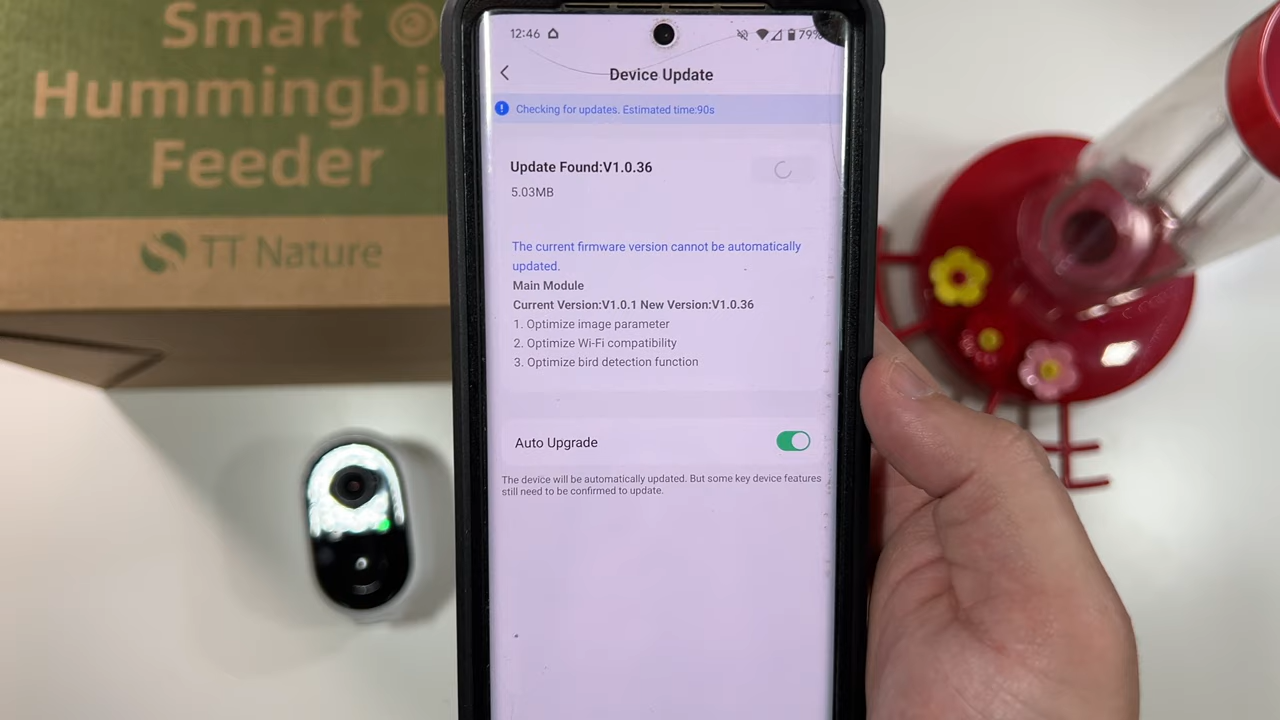 Smart
Hummingbi
Feeder
TT Nature
12:46
79%
Device Update
Checking for updates. Estimated time:90s
Update Found:V1.0.36
5.03MB
The current firmware version cannot be automatically
updated.
Main Module
Current Version:V1.0.1 New Version:V1.0.36
1. Optimize image parameter
2. Optimize Wi-Fi compatibility
3. Optimize bird detection function
Auto Upgrade
The device will be automatically updated. But some key device features
still need to be confirmed to update.